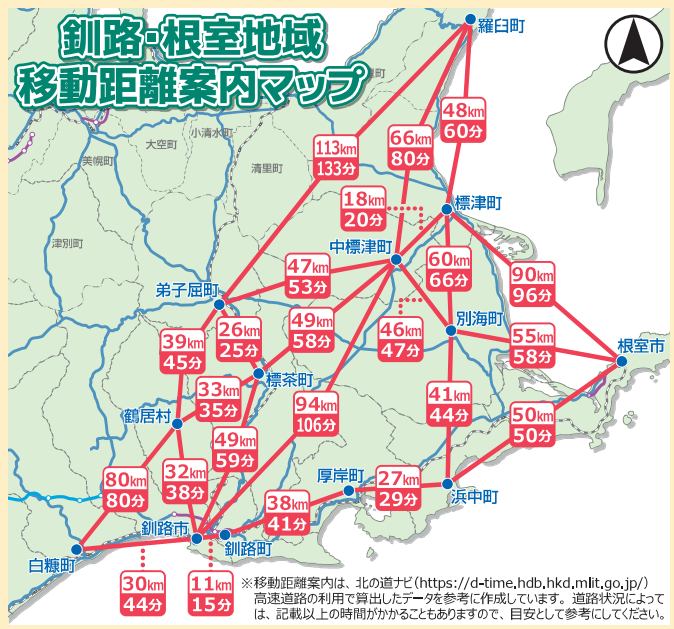 釧路・根室地域
移動距離案内マップ
羅臼町
48km
60分
66km
80分
113km
133分
小清水町
大空町
美幌町
清里町
津別町
18km
20分
標津町
中標津町
47km
53分
60km
66分
90km
96分
弟子屈町
26km
25分
49km
58分
46km
47分
別海町
55km
58分
根室市
39km
45分
33km
35分
標茶町
94km
106分
41km
44分
50km
50分
鶴居村
49km
59分
80km
80分
32km
38分
厚岸町
27km
29分
浜中町
38km
41分
釧路市
釧路町
白糠町
30km
44分
11km
15分
※移動距離案内は、北の道ナビ(https://d-time.hdb.hkd.mlit.go.jp/)
高速道路の利用で算出したデータを参考に作成しています。道路状況によって
は、記載以上の時間がかかることもありますので、目安として参考にしてください。